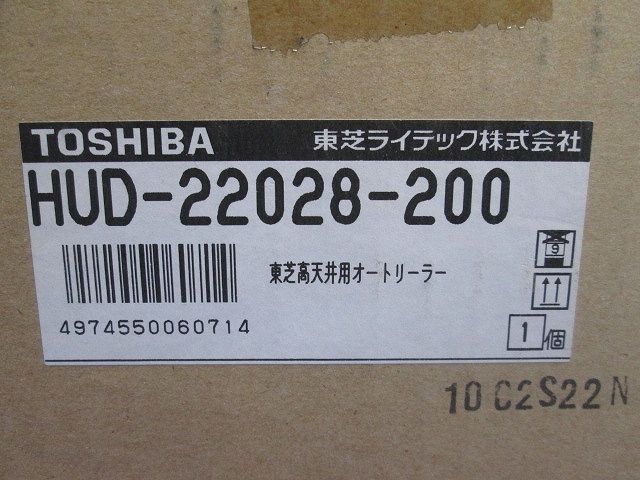 TOSHIBA 東芝ライテック株式会社
HUD-22028-200
東芝高天井用オートリーラー
4974550060714
9
1 個
10C2S22N